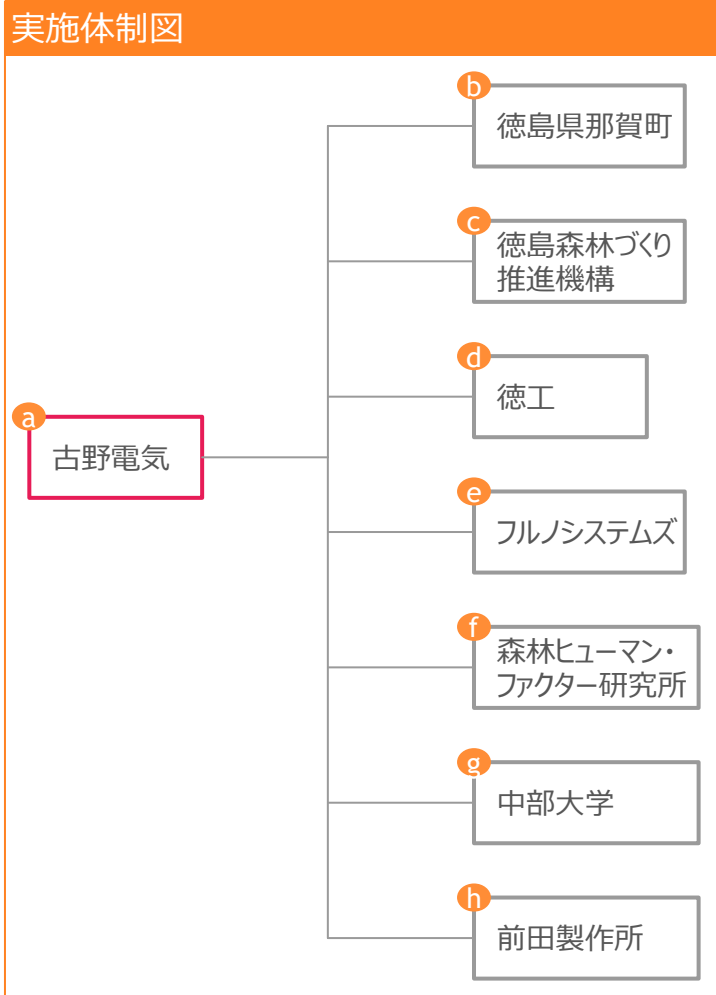 実施体制図
b
徳島県那賀町
c
徳島森林づくり
推進機構
d
徳工
a
古野電気
e
フルノシステムズ
f
森林ヒューマン・
ファクター研究所
g
中部大学
h
前田製作所